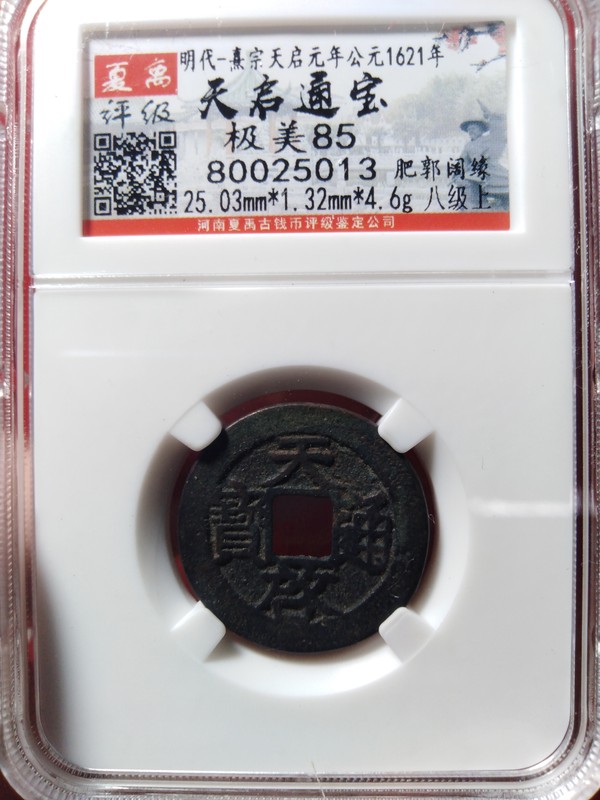 夏禹
评级
明代-熹宗天启元年公元1621年
天启通宝
极美85
80025013 肥郭阔缘
25.03mm*1.32mm*4.6g 八级上
河南夏禹古钱币评级鉴定公司
天啓通寶